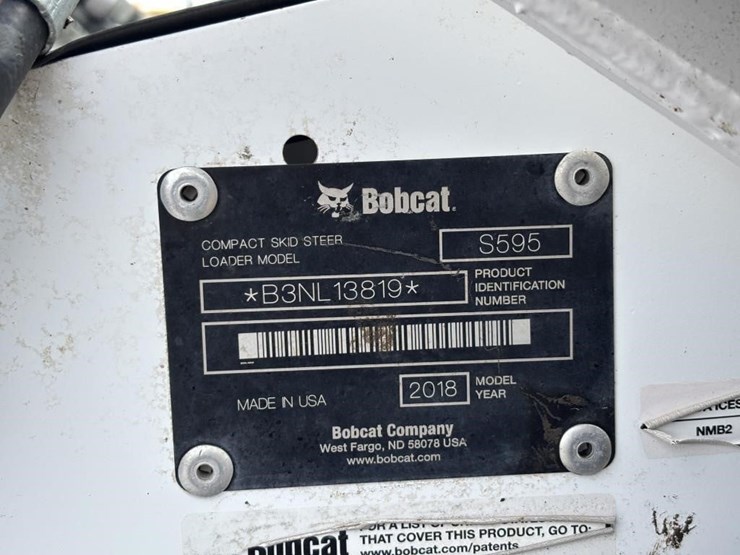 Bobcat.
COMPACT SKID STEER
LOADER MODEL
S595
*B3NL13819*
PRODUCT
IDENTIFICATION
NUMBER
MADE IN USA
2018
MODEL
YEAR
Bobcat Company
West Fargo, ND 58078 USA
www.bobcat.com
NMB2
THAT COVER THIS PRODUCT, GO TO:
www.bobcat.com/patents